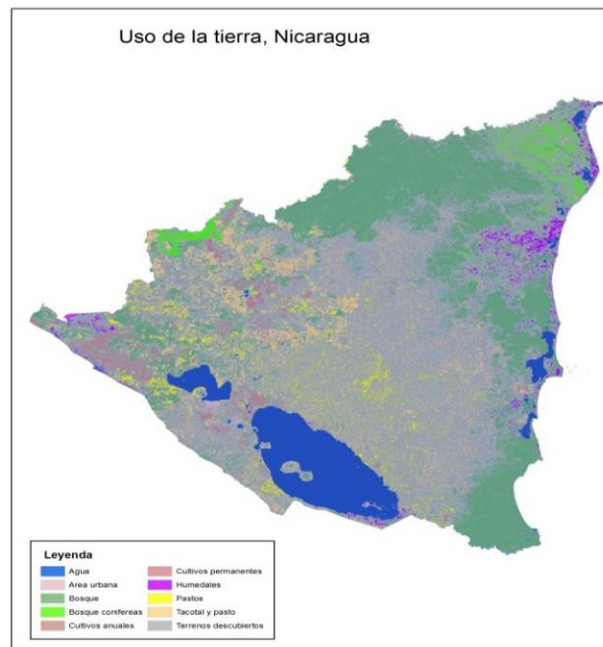 Uso de la tierra, Nicaragua
Leyenda
Agua
Area urbana
Bosque
Bosque coniferas
Cultivos anuales
Cultivos permanentes
Humedales
Pastos
Tacotal y pasto
Terrenos descubiertos